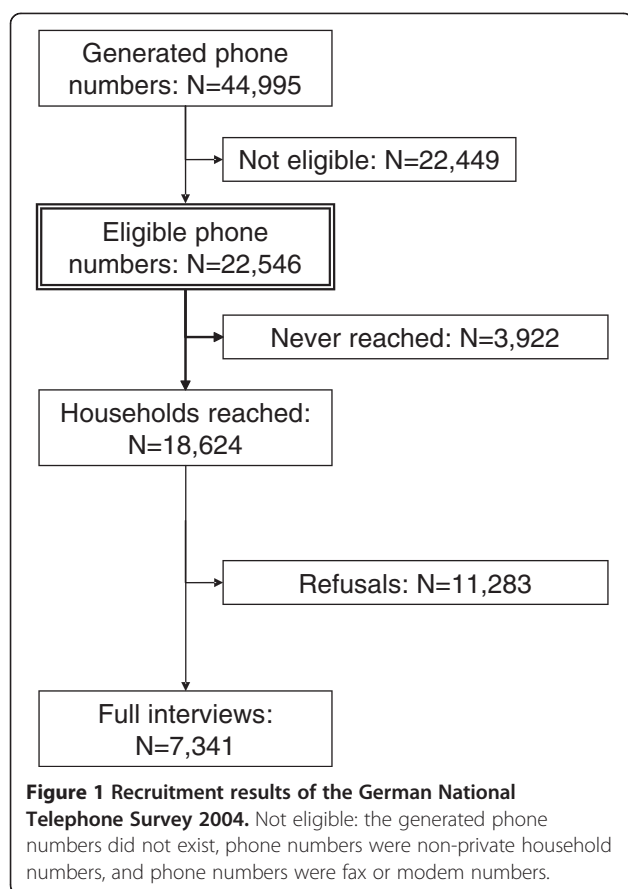 Generated phone
numbers: N=44,995
Not eligible: N=22,449
Eligible phone
numbers: N=22,546
Never reached: N=3,922
Households reached:
N=18,624
Refusals: N=11,283
Full interviews:
N=7,341
Figure 1 Recruitment results of the German National
Telephone Survey 2004. Not eligible: the generated phone
numbers did not exist, phone numbers were non-private household
numbers, and phone numbers were fax or modem numbers.